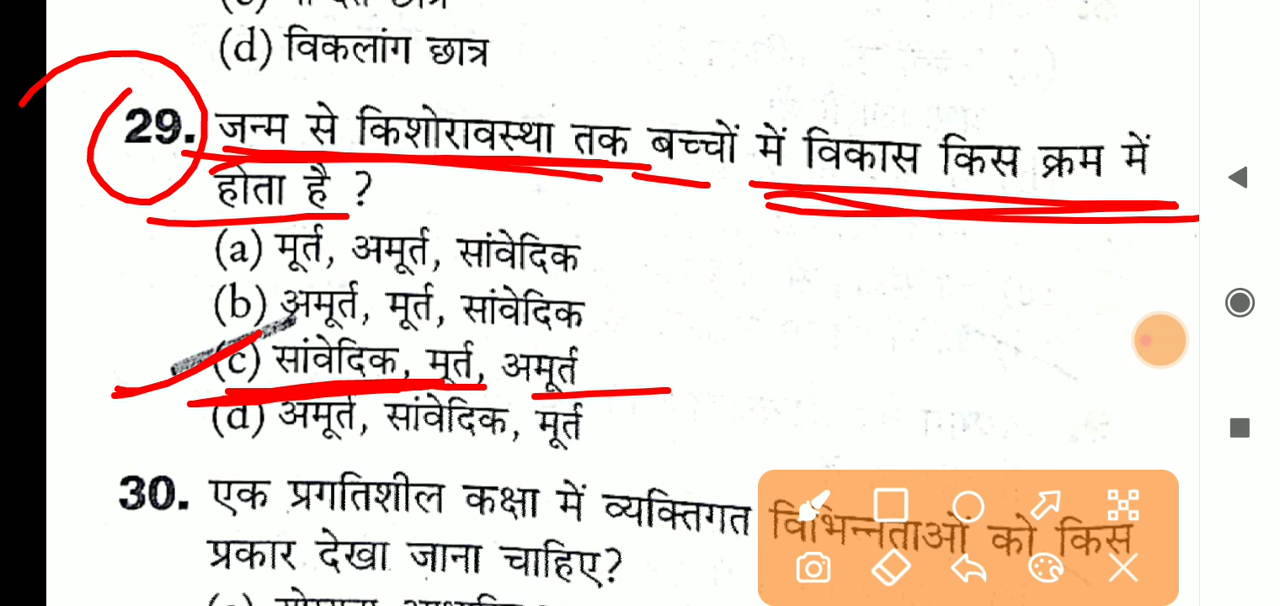 (d) विकलांग छात्र
29. जन्म से किशोरावस्था तक बच्चों में विकास किस क्रम में
होता है ?
(a) मूर्त, अमूर्त, सांवेदिक
(b) अमूर्त, मूर्त, सांवेदिक
(c) सांवेदिक, मूर्त, अमूर्त
(d) अमूर्त, सांवेदिक, मूर्त
30. एक प्रगतिशील कक्षा में व्यक्तिगत विभिन्नताओं को किस
प्रकार देखा जाना चाहिए?